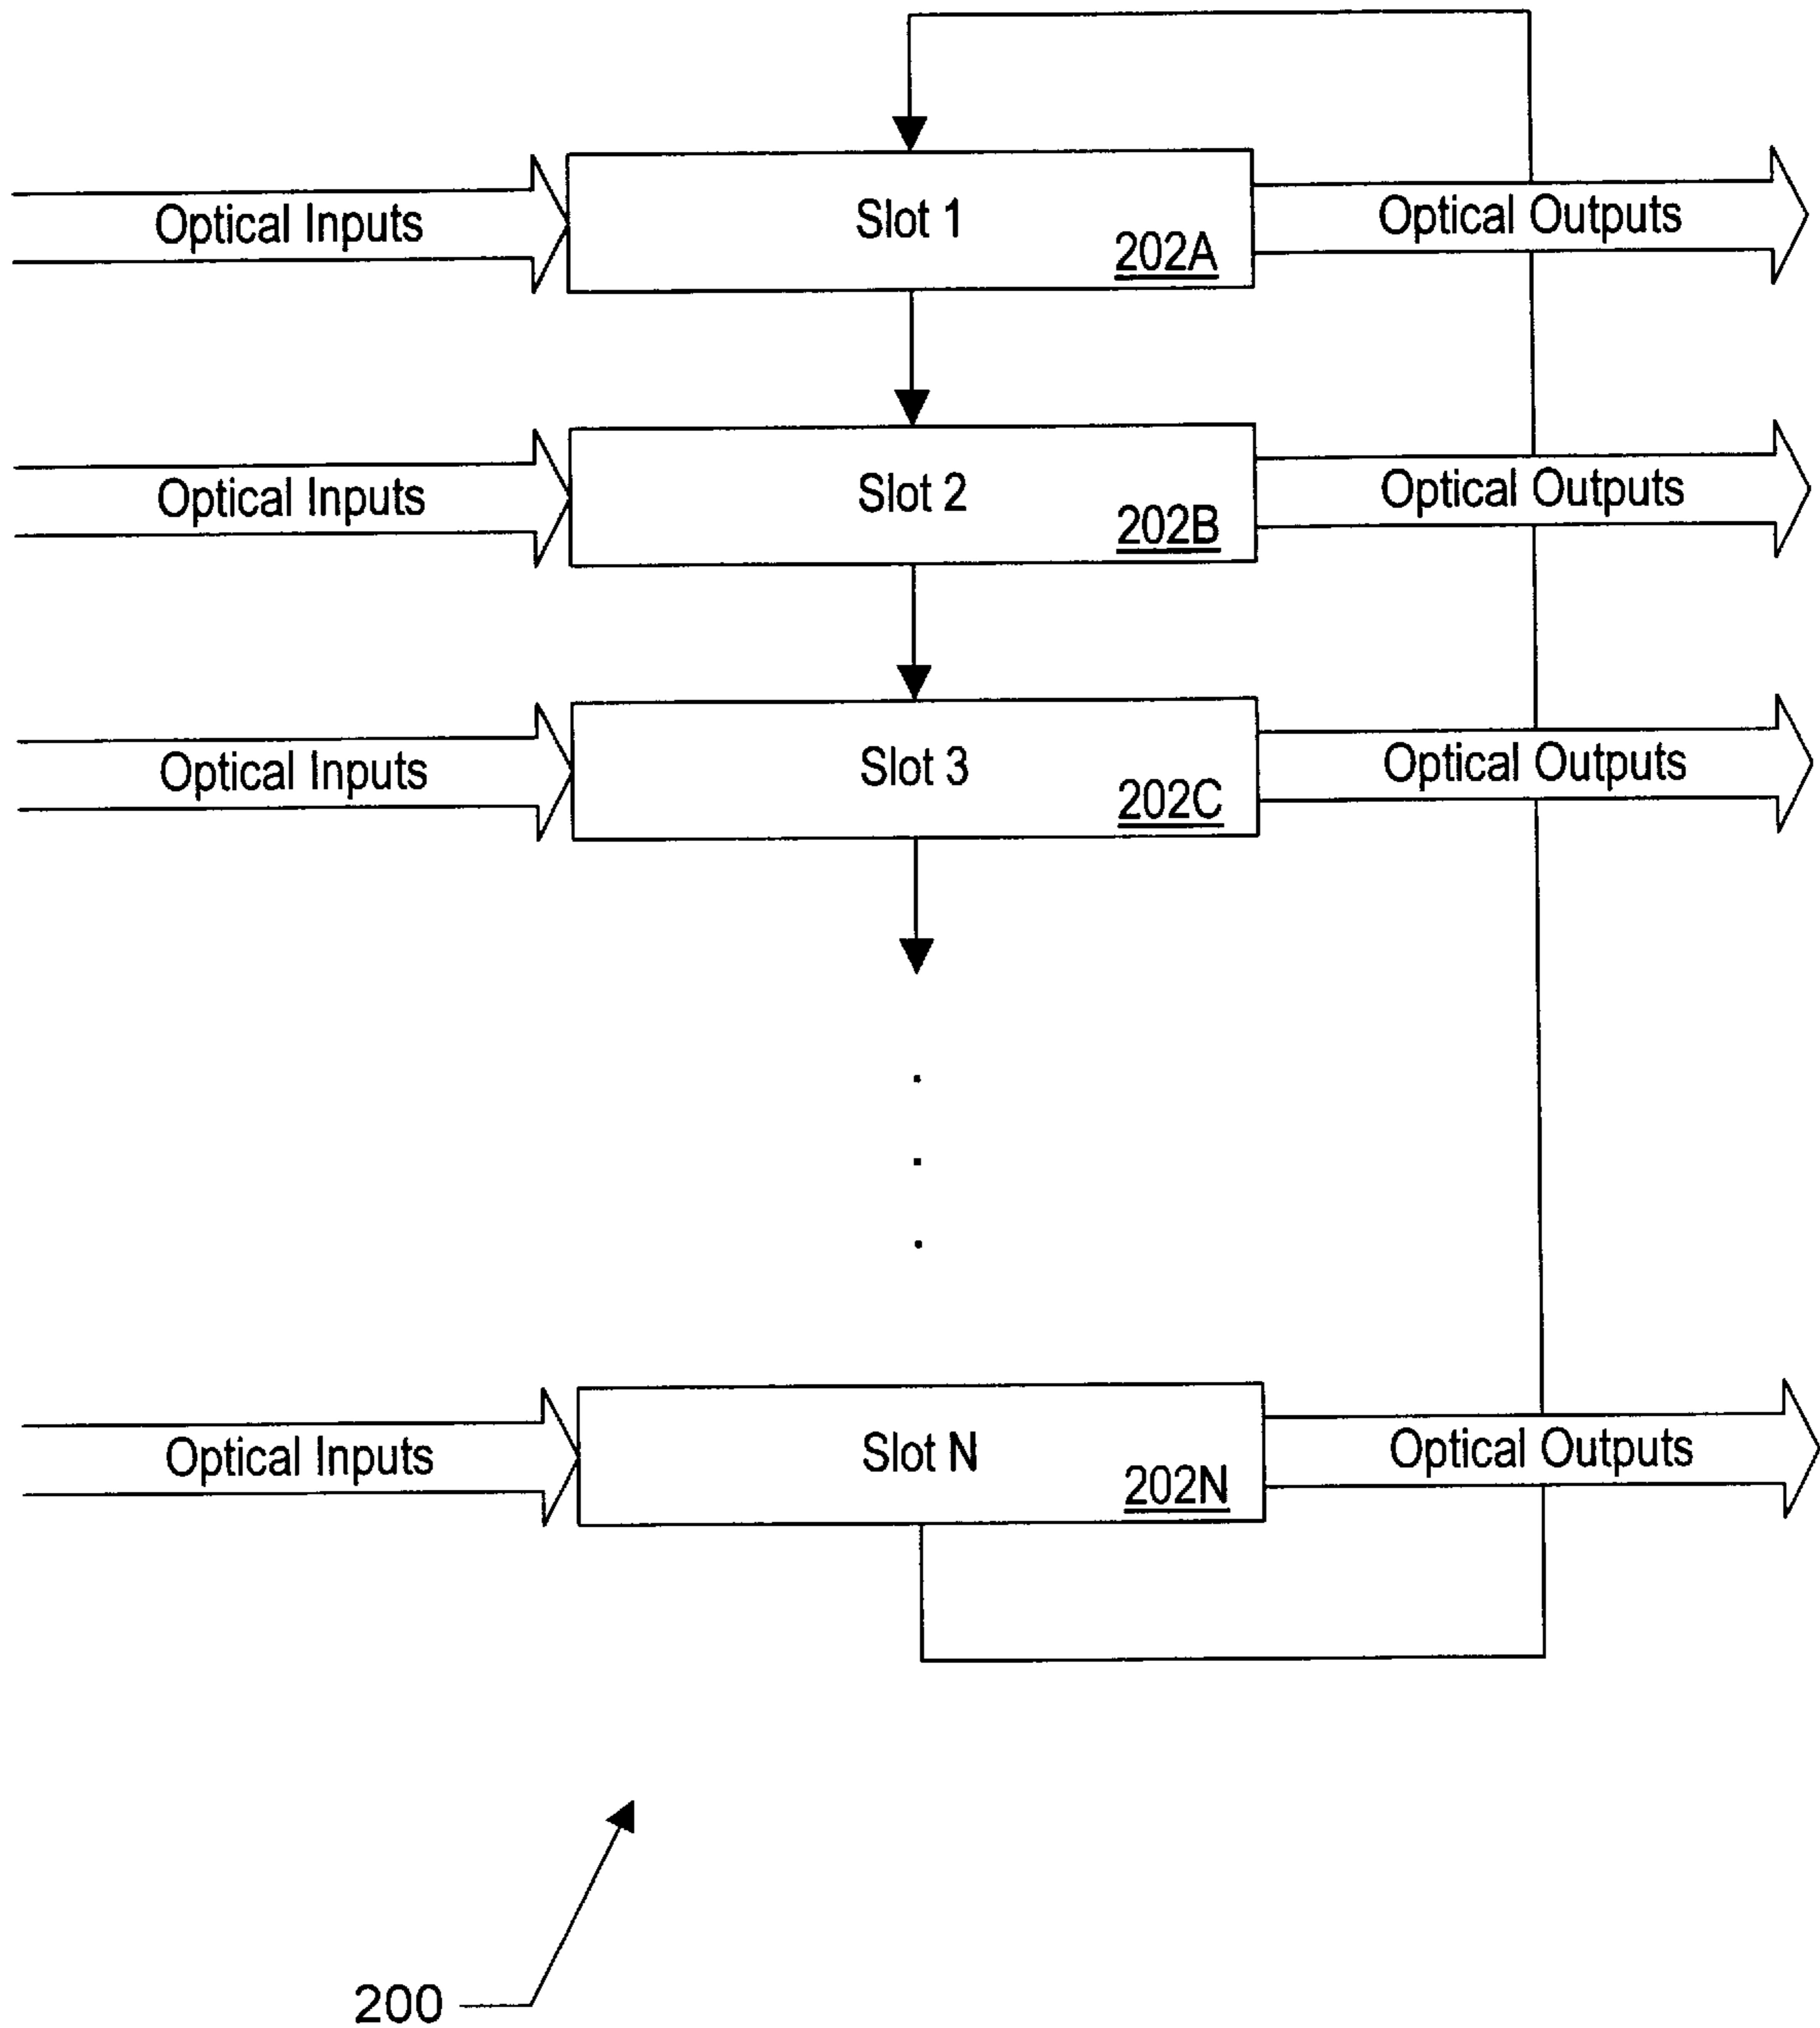 Optical Inputs Slot 1 202A Optical Outputs
Optical Inputs Slot 2 202B Optical Outputs
Optical Inputs Slot 3 202C Optical Outputs
Optical Inputs Slot N 202N Optical Outputs
200